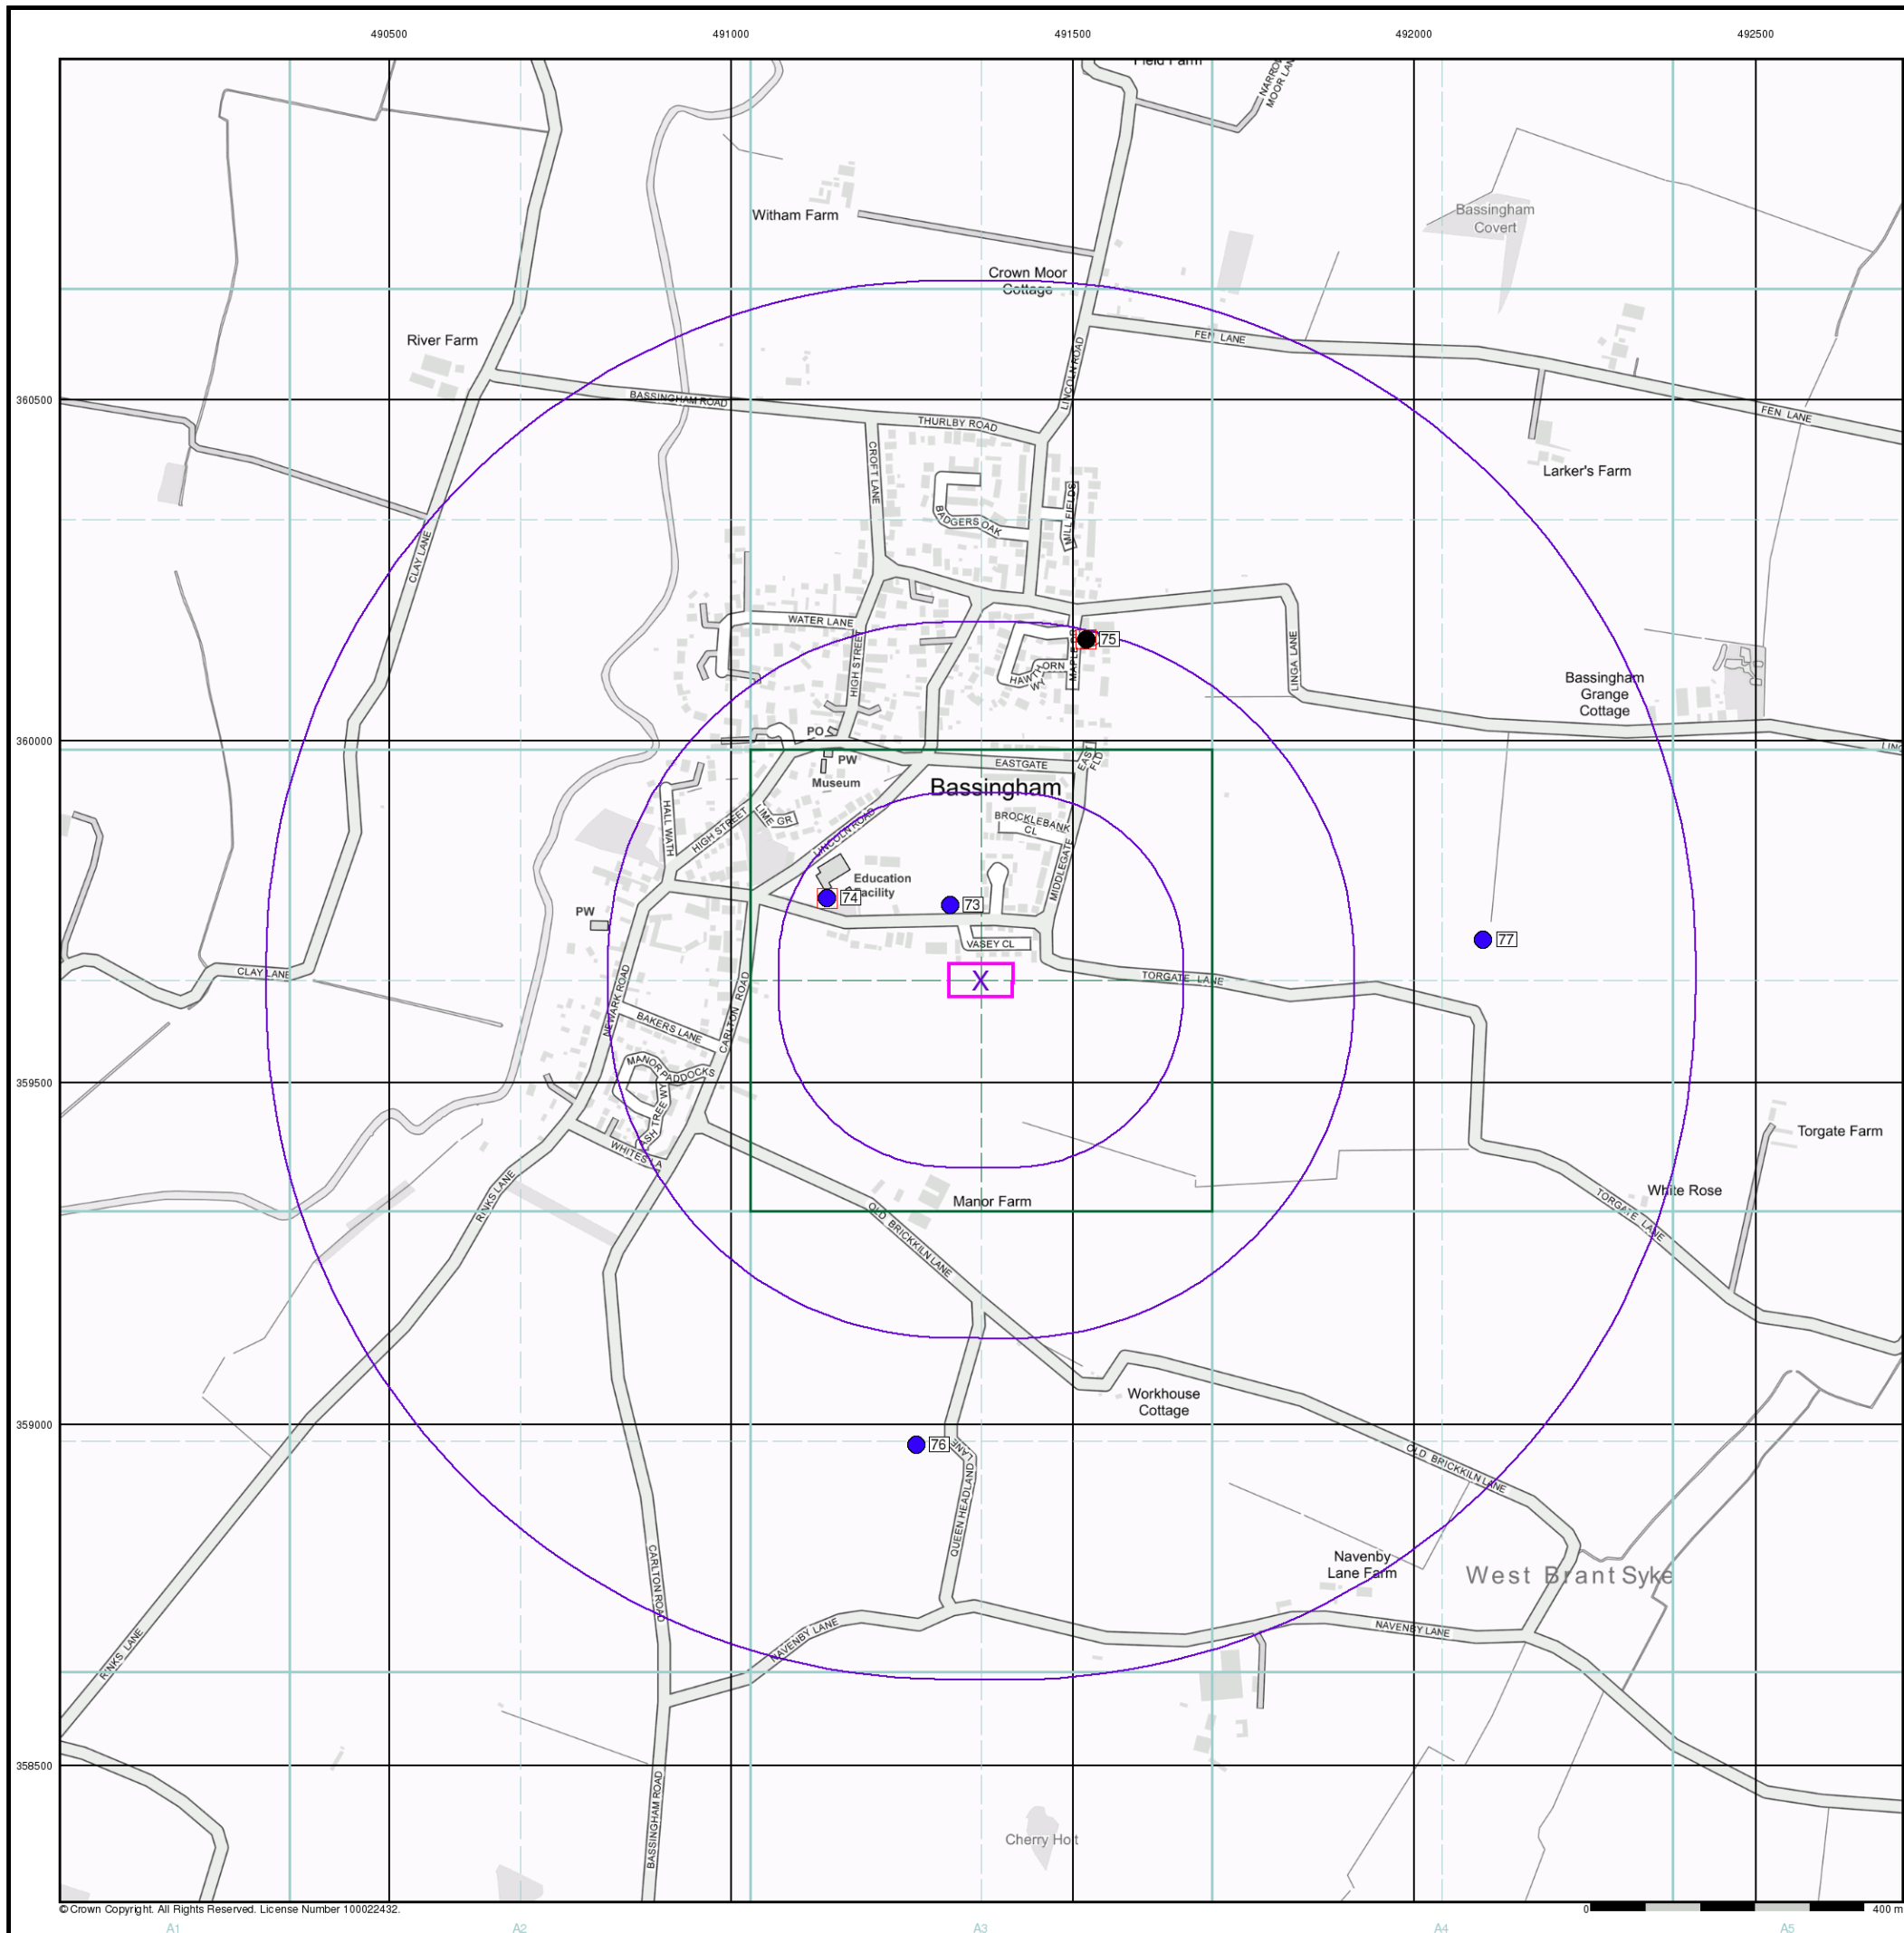 490500 491000 491500 492000 492500
Field Farm
NARROW
MOOR LANE
Witham Farm
Bassingham
Covert
Crown Moor
Cottage
River Farm
FEN LANE
LINCOLN ROAD
BASSINGHAM ROAD
360500
THURLBY ROAD
FEN LANE
CROFT LANE
Larker's Farm
MILL FIELDS
BADGERS OAK
CLAY LANE
WATER LANE
75
MAPLE DR
HIGH STREET
HAWTHORN
WY
LINGA LANE
Bassingham
Grange
Cottage
PO
360000
EAST
FLD
PW
EASTGATE
Museum
Bassingham
HALL WATH
LIME GR
HIGH STREET
LINCOLN ROAD
BROCKLEBANK
CL
MIDDLEGATE
Education
Facility
74
73
PW
VASEY CL
77
CLAY LANE
X
TORGATE LANE
NEWARK ROAD
CARLTON ROAD
BAKERS LANE
MANOR PADDOCKS
359500
ASH TREE WY
WHITES LA
Torgate Farm
RINKS LANE
Manor Farm
White Rose
OLD BRICKKILN LANE
TORGATE LANE
Workhouse
Cottage
359000
76
QUEEN HEADLAND LANE
OLD BRICKKILN LANE
Navenby
Lane Farm
West Brant Syke
CARLTON ROAD
NAVENBY LANE
NAVENBY LANE
RINKS LANE
358500
BASSINGHAM ROAD
Cherry Holt
© Crown Copyright. All Rights Reserved. License Number 100022432.
0 400 m
A1 A2 A3 A4 A5